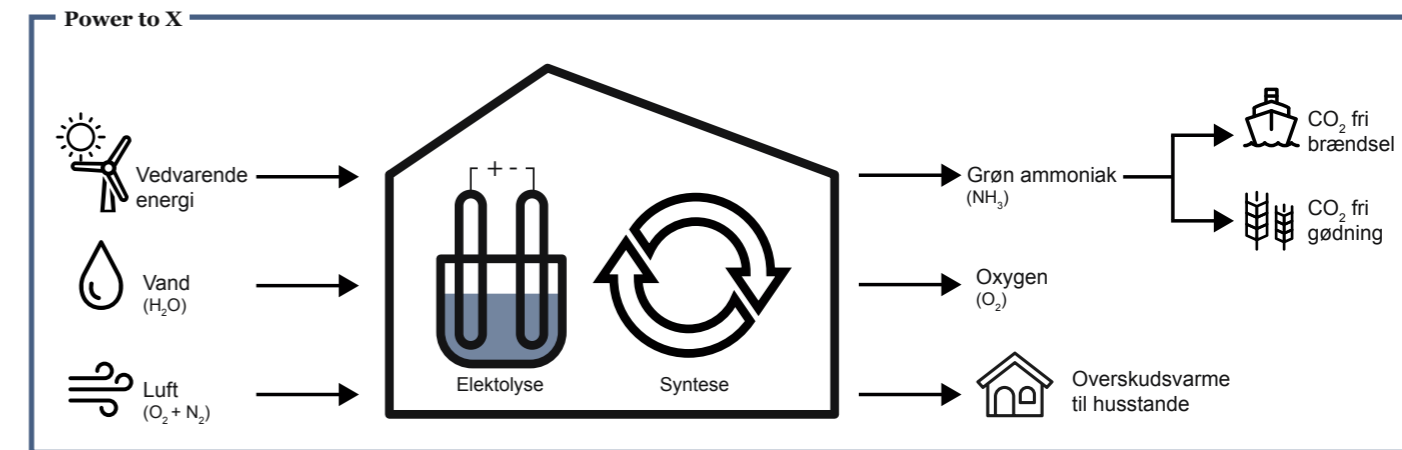 Power to X
Vedvarende
energi
Vand
(H₂O)
Luft
(O₂ + N₂)
+ -
Elektolyse
Syntese
Grøn ammoniak
(NH₃)
CO₂ fri
brændsel
CO₂ fri
gødning
Oxygen
(O₂)
Overskudsvarme
til husstande